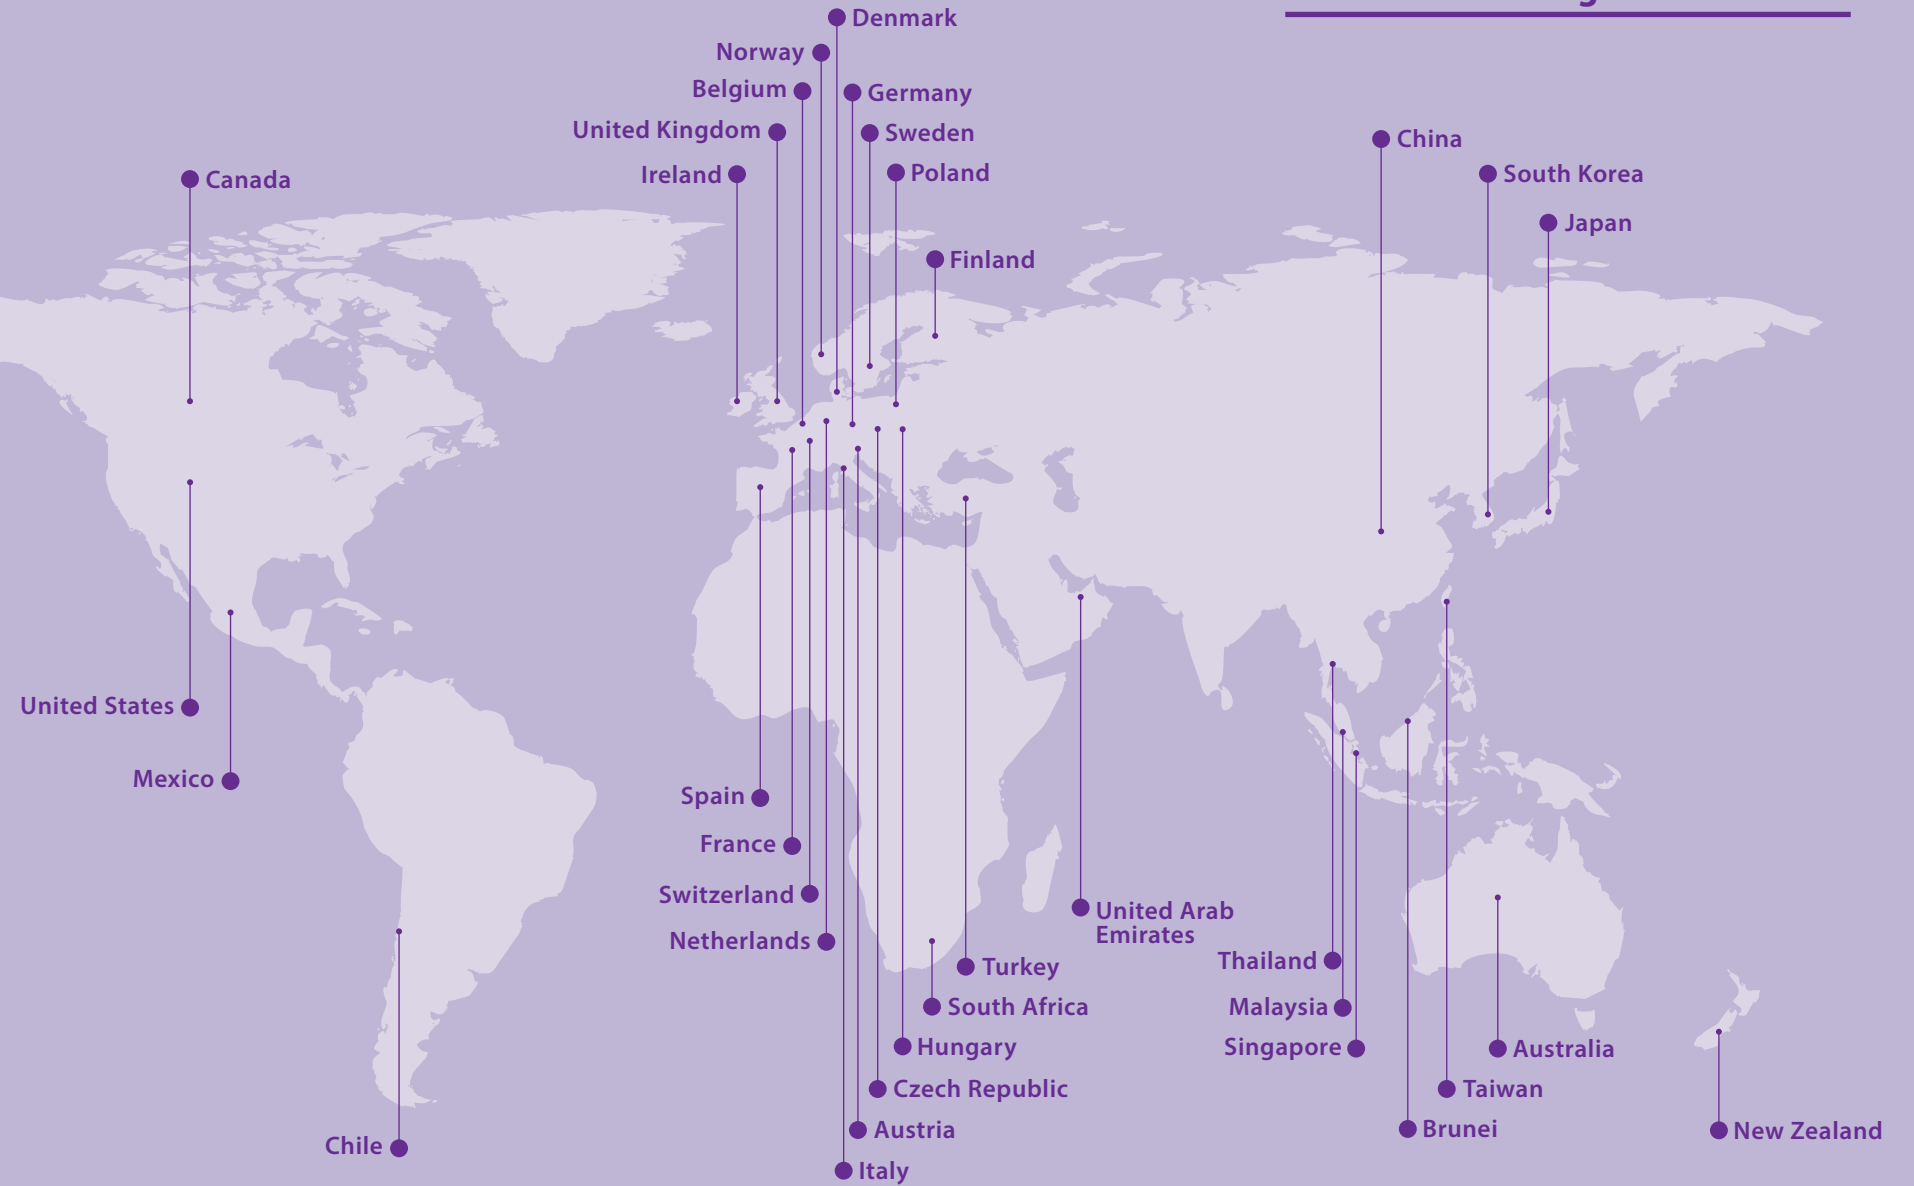 Denmark
Norway
Belgium
Germany
United Kingdom
Sweden
China
Ireland
Poland
South Korea
Canada
Japan
Finland
United States
Mexico
Spain
France
Switzerland
United Arab
Emirates
Netherlands
Thailand
Turkey
South Africa
Malaysia
Hungary
Singapore
Australia
Czech Republic
Taiwan
Austria
Brunei
New Zealand
Chile
Italy